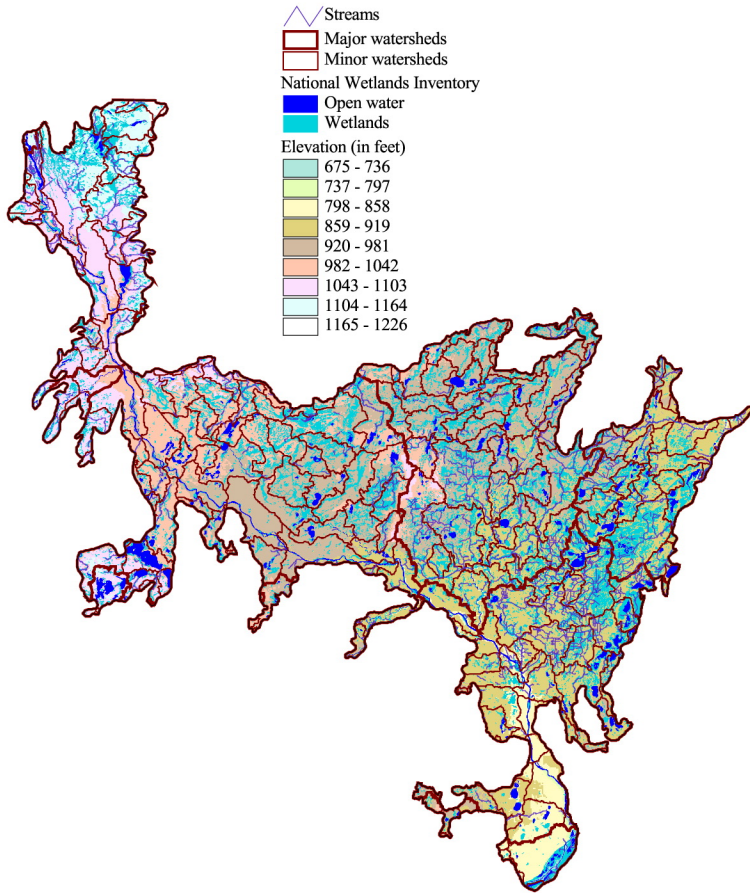 Streams
Major watersheds
Minor watersheds
National Wetlands Inventory
Open water
Wetlands
Elevation (in feet)
675 - 736
737 - 797
798 - 858
859 - 919
920 - 981
982 - 1042
1043 - 1103
1104 - 1164
1165 - 1226